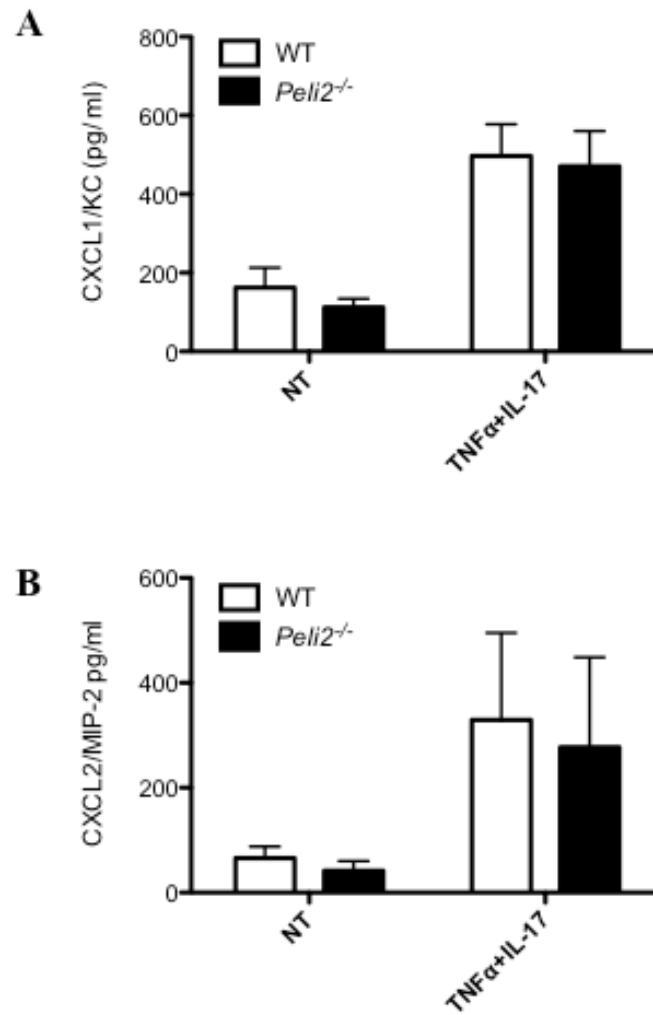 A
CXCL1/KC (pg/ml)
800
600
400
200
0
WT
Peli2-/-
NT
TNFα+IL-17
B
CXCL2/MIP-2 pg/ml
600
400
200
0
WT
Peli2-/-
NT
TNFα+IL-17